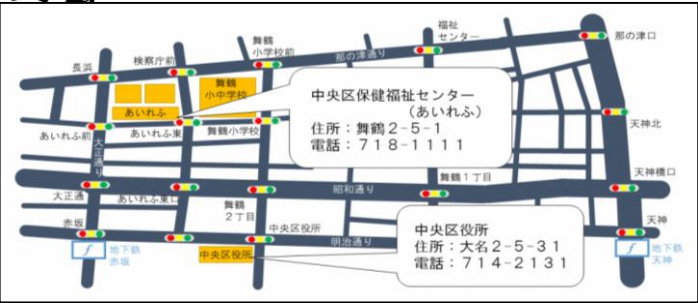 福祉
センター
那の津口
舞鶴
小学校前
那の津通り
検察庁前
長浜
舞鶴
小中学校
中央区保健福祉センター
（あいれふ）
住所：舞鶴２-５-１
電話：７１８-１１１１
あいれふ
あいれふ前
あいれふ東
舞鶴小学校
天神北
大正通り
舞鶴１丁目
天神橋口
大正通
あいれふ東口
昭和通り
舞鶴
２丁目
赤坂
中央区役所
明治通り
天神
地下鉄
赤坂
中央区役所
中央区役所
住所：大名２-５-３１
電話：７１４-２１３１
地下鉄
天神